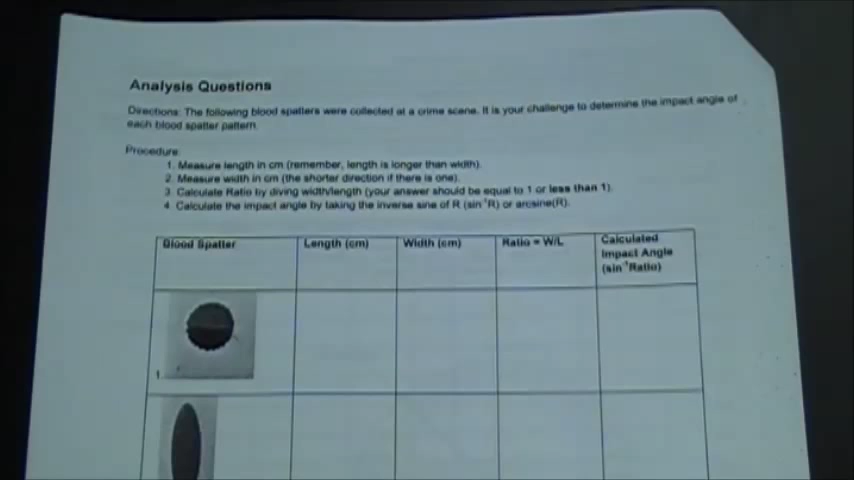 Analysis Questions
Directions: The following blood spatters were collected at a crime scene. It is your challenge to determine the impact angle of
each blood spatter pattern.
Procedure:
1. Measure length in cm (remember, length is longer than width).
2. Measure width in cm (the shorter direction if there is one).
3. Calculate Ratio by diving width/length (your answer should be equal to 1 or less than 1).
4. Calculate the impact angle by taking the inverse sine of R (sin⁻¹R) or arcsine(R).
Blood Spatter Length (cm) Width (cm) Ratio = W/L Calculated
Impact Angle
(sin⁻¹Ratio)
1.